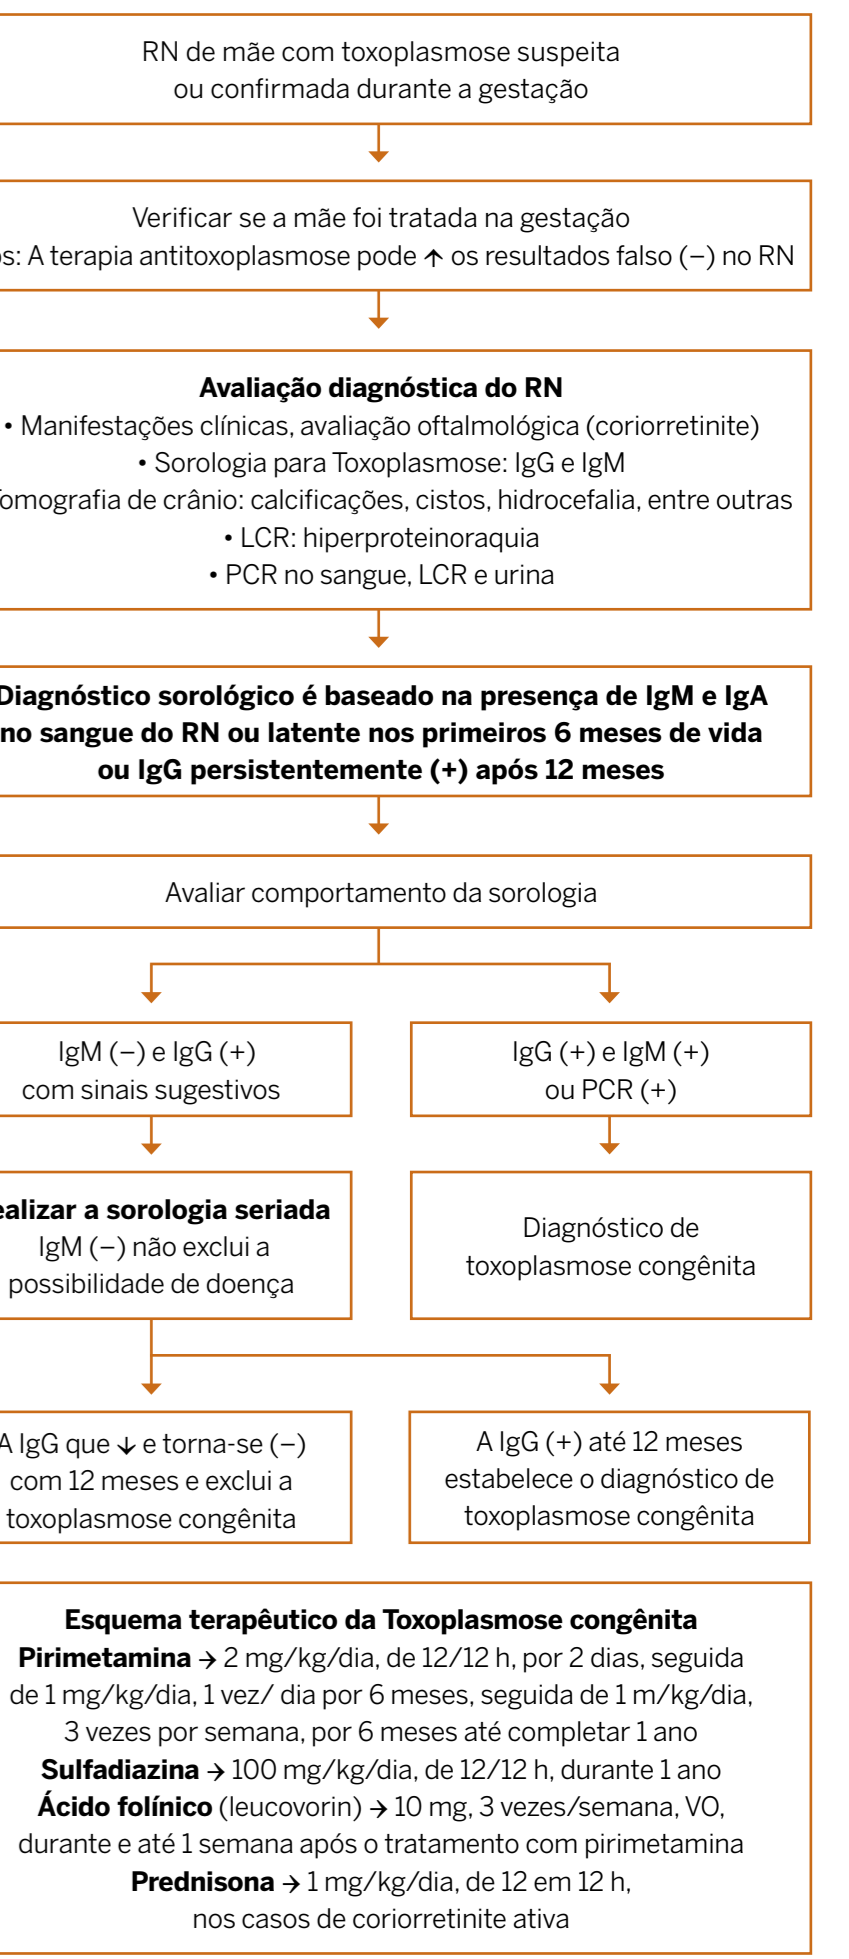 RN de mãe com toxoplasmose suspeita
ou confirmada durante a gestação
Verificar se a mãe foi tratada na gestação
A terapia antitoxoplasmose pode ↑ os resultados falso (–) no RN
Avaliação diagnóstica do RN
• Manifestações clínicas, avaliação oftalmológica (coriorretinite)
• Sorologia para Toxoplasmose: IgG e IgM
Tomografia de crânio: calcificações, cistos, hidrocefalia, entre outras
• LCR: hiperproteinoraquia
• PCR no sangue, LCR e urina
Diagnóstico sorológico é baseado na presença de IgM e IgA
no sangue do RN ou latente nos primeiros 6 meses de vida
ou IgG persistentemente (+) após 12 meses
Avaliar comportamento da sorologia
IgM (–) e IgG (+)
com sinais sugestivos
IgG (+) e IgM (+)
ou PCR (+)
a sorologia seriada
IgM (–) não exclui a
possibilidade de doença
Diagnóstico de
toxoplasmose congênita
A IgG que ↓ e torna-se (–)
com 12 meses e exclui a
toxoplasmose congênita
A IgG (+) até 12 meses
estabelece o diagnóstico de
toxoplasmose congênita
Esquema terapêutico da Toxoplasmose congênita
Pirimetamina → 2 mg/kg/dia, de 12/12 h, por 2 dias, seguida
de 1 mg/kg/dia, 1 vez/ dia por 6 meses, seguida de 1 m/kg/dia,
3 vezes por semana, por 6 meses até completar 1 ano
Sulfadiazina → 100 mg/kg/dia, de 12/12 h, durante 1 ano
Ácido folínico (leucovorin) → 10 mg, 3 vezes/semana, VO,
durante e até 1 semana após o tratamento com pirimetamina
Prednisona → 1 mg/kg/dia, de 12 em 12 h,
nos casos de coriorretinite ativa